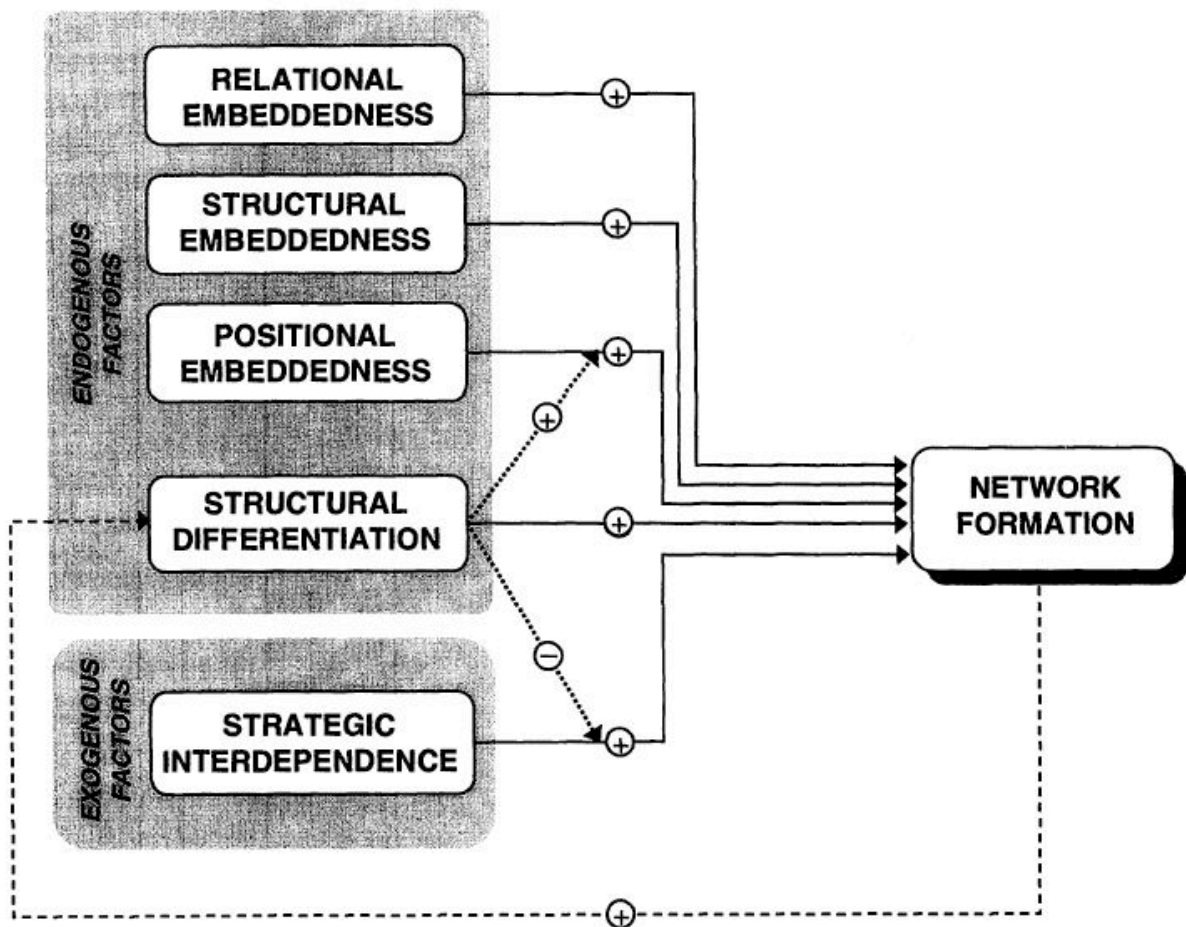 RELATIONAL
EMBEDDEDNESS
+
STRUCTURAL
EMBEDDEDNESS
+
ENDOGENOUS
FACTORS
POSITIONAL
EMBEDDEDNESS
+
+
STRUCTURAL
DIFFERENTIATION
+
NETWORK
FORMATION
−
EXOGENOUS
FACTORS
STRATEGIC
INTERDEPENDENCE
+
+